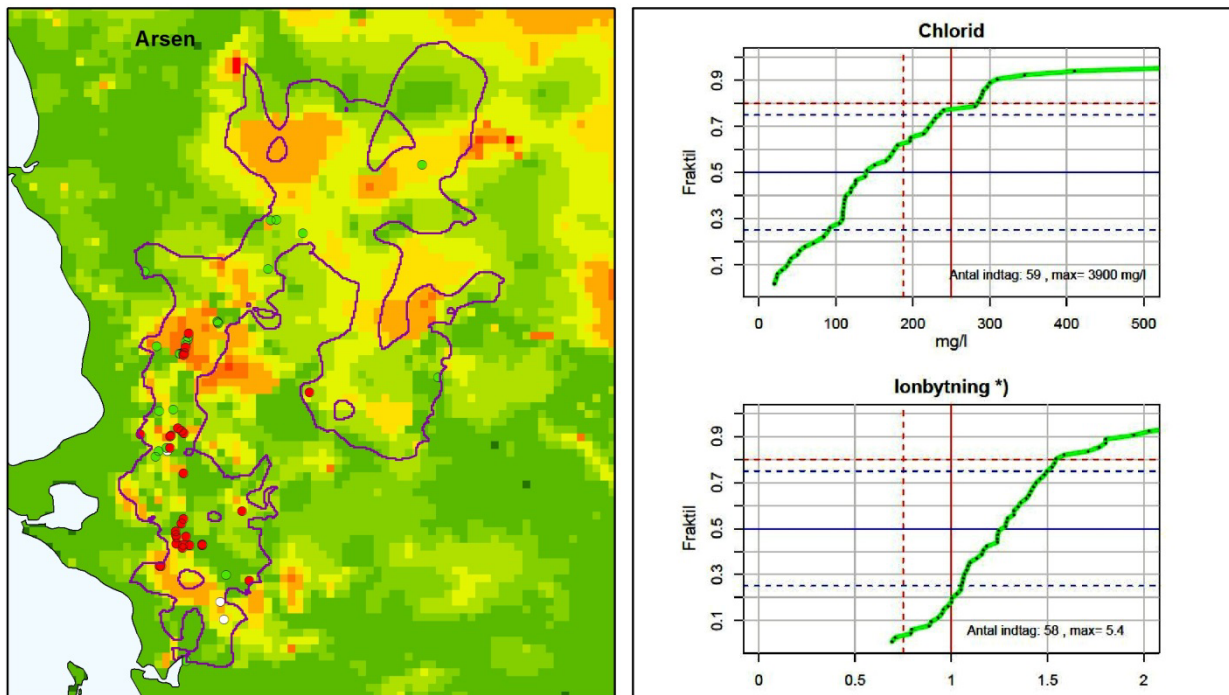 Arsen
Chlorid
Fraktil
0.9
0.7
0.5
0.3
0.1
Antal indtag: 59 , max= 3900 mg/l
0 100 200 300 400 500
mg/l
Ionbytning *)
Fraktil
0.9
0.7
0.5
0.3
0.1
Antal indtag: 58 , max= 5.4
0 0.5 1 1.5 2